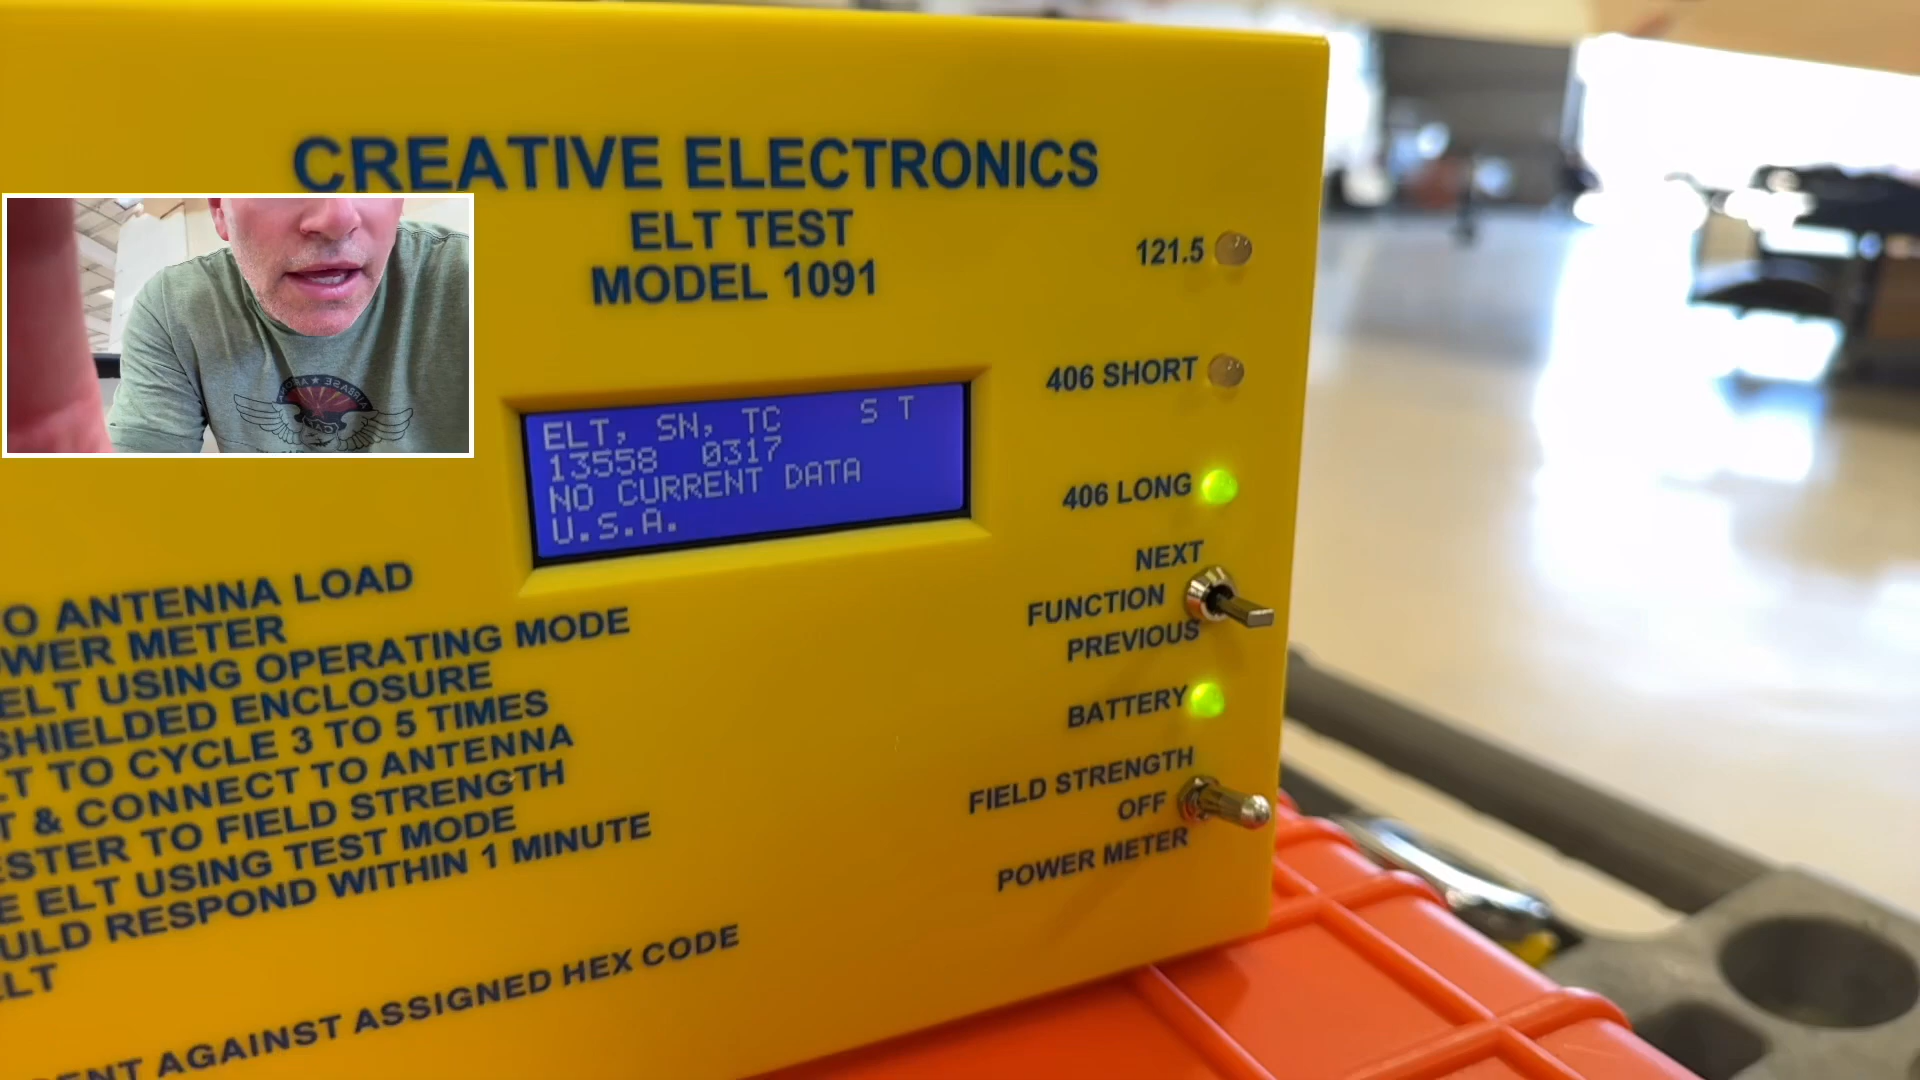 CREATIVE ELECTRONICS
ELT TEST
MODEL 1091
121.5
406 SHORT
ELT, SN, TC S T
13558 0317
NO CURRENT DATA
U.S.A.
406 LONG
NEXT
FUNCTION
PREVIOUS
BATTERY
FIELD STRENGTH
OFF
POWER METER
O ANTENNA LOAD
OWER METER
ELT USING OPERATING MODE
SHIELDED ENCLOSURE
LT TO CYCLE 3 TO 5 TIMES
T & CONNECT TO ANTENNA
ESTER TO FIELD STRENGTH
E ELT USING TEST MODE
ULD RESPOND WITHIN 1 MINUTE
LT
DENT AGAINST ASSIGNED HEX CODE